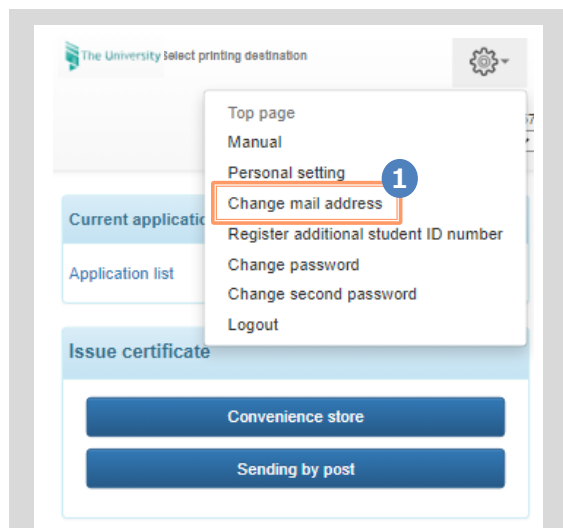 The University Select printing destination
Top page
Manual
Personal setting
1
Change mail address
Register additional student ID number
Change password
Change second password
Logout
Current applicatio
Application list
Issue certificate
Convenience store
Sending by post